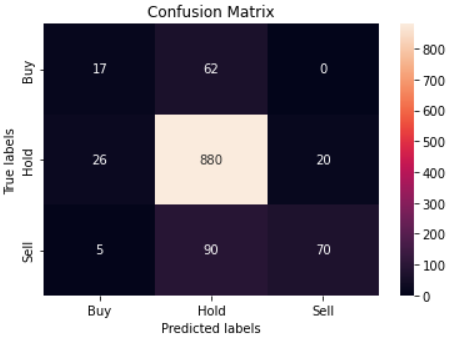 Confusion Matrix
Buy 17 62 0
Hold 26 880 20
Sell 5 90 70
Buy Hold Sell
Predicted labels
True labels
800
700
600
500
400
300
200
100
0